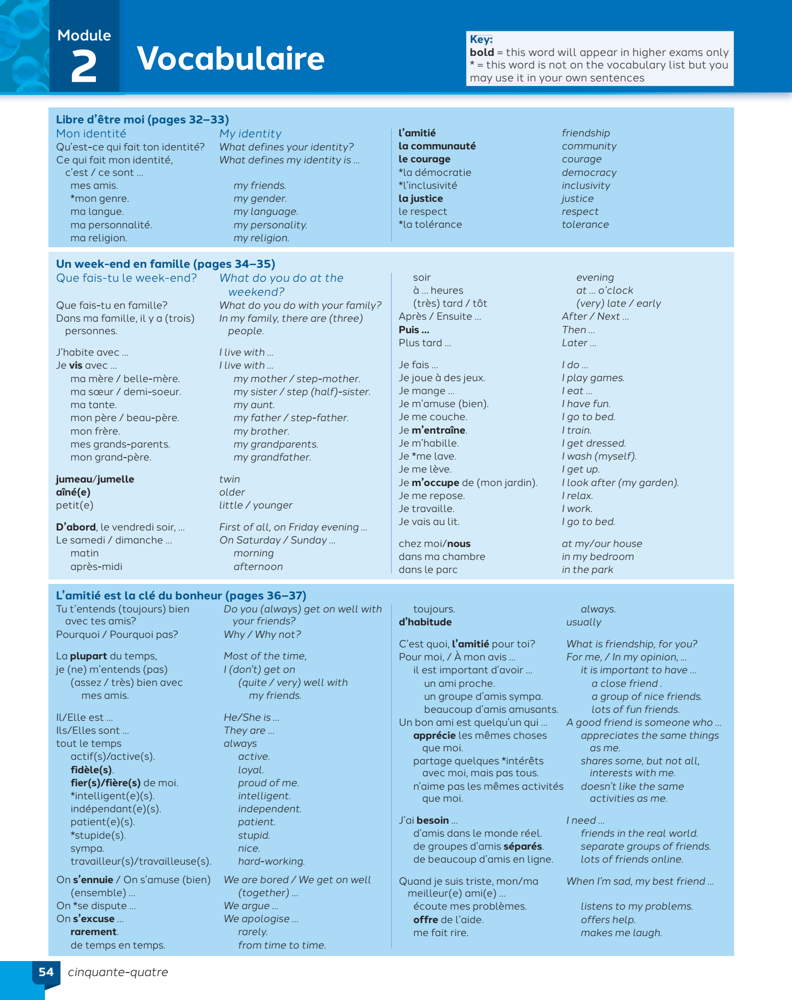 Module
2
Vocabulaire
Key:
bold = this word will appear in higher exams only
* = this word is not on the vocabulary list but you
may use it in your own sentences
Libre d’être moi (pages 32–33)
Mon identité My identity
Qu’est-ce qui fait ton identité? What defines your identity?
Ce qui fait mon identité, What defines my identity is ...
c’est / ce sont ...
mes amis. my friends.
*mon genre. my gender.
ma langue. my language.
ma personnalité. my personality.
ma religion. my religion.
l’amitié friendship
la communauté community
le courage courage
*la démocratie democracy
*l’inclusivité inclusivity
la justice justice
le respect respect
*la tolérance tolerance
Un week-end en famille (pages 34–35)
Que fais-tu le week-end? What do you do at the
weekend?
Que fais-tu en famille? What do you do with your family?
Dans ma famille, il y a (trois) In my family, there are (three)
personnes. people.
J’habite avec ... I live with ...
Je vis avec ... I live with ...
ma mère / belle-mère. my mother / step-mother.
ma sœur / demi-soeur. my sister / step (half)-sister.
ma tante. my aunt.
mon père / beau-père. my father / step-father.
mon frère. my brother.
mes grands-parents. my grandparents.
mon grand-père. my grandfather.
jumeau/jumelle twin
aîné(e) older
petit(e) little / younger
D’abord, le vendredi soir, ... First of all, on Friday evening ...
Le samedi / dimanche ... On Saturday / Sunday ...
matin morning
après-midi afternoon
soir evening
à ... heures at ... o’clock
(très) tard / tôt (very) late / early
Après / Ensuite ... After / Next ...
Puis ... Then ...
Plus tard ... Later ...
Je fais ... I do ...
Je joue à des jeux. I play games.
Je mange ... I eat ...
Je m’amuse (bien). I have fun.
Je me couche. I go to bed.
Je m’entraîne. I train.
Je m’habille. I get dressed.
Je *me lave. I wash (myself).
Je me lève. I get up.
Je m’occupe de (mon jardin). I look after (my garden).
Je me repose. I relax.
Je travaille. I work.
Je vais au lit. I go to bed.
chez moi/nous at my/our house
dans ma chambre in my bedroom
dans le parc in the park
L’amitié est la clé du bonheur (pages 36–37)
Tu t’entends (toujours) bien Do you (always) get on well with
avec tes amis? your friends?
Pourquoi / Pourquoi pas? Why / Why not?
La plupart du temps, Most of the time,
je (ne) m’entends (pas) I (don’t) get on
(assez / très) bien avec (quite / very) well with
mes amis. my friends.
Il/Elle est ... He/She is ...
Ils/Elles sont ... They are ...
tout le temps always
actif(s)/active(s). active.
fidèle(s). loyal.
fier(s)/fière(s) de moi. proud of me.
*intelligent(e)(s). intelligent.
indépendant(e)(s). independent.
patient(e)(s). patient.
*stupide(s). stupid.
sympa. nice.
travailleur(s)/travailleuse(s). hard-working.
On s’ennuie / On s’amuse (bien) We are bored / We get on well
(ensemble) ... (together) ...
On *se dispute ... We argue ...
On s’excuse ... We apologise ...
rarement. rarely.
de temps en temps. from time to time.
toujours. always.
d’habitude usually
C’est quoi, l’amitié pour toi? What is friendship, for you?
Pour moi, / À mon avis ... For me, / In my opinion, ...
il est important d’avoir ... it is important to have ...
un ami proche. a close friend .
un groupe d’amis sympa. a group of nice friends.
beaucoup d’amis amusants. lots of fun friends.
Un bon ami est quelqu’un qui ... A good friend is someone who ...
apprécie les mêmes choses appreciates the same things
que moi. as me.
partage quelques *intérêts shares some, but not all,
avec moi, mais pas tous. interests with me.
n’aime pas les mêmes activités doesn’t like the same
que moi. activities as me.
J’ai besoin ... I need ...
d’amis dans le monde réel. friends in the real world.
de groupes d’amis séparés. separate groups of friends.
de beaucoup d’amis en ligne. lots of friends online.
Quand je suis triste, mon/ma When I’m sad, my best friend ...
meilleur(e) ami(e) ...
écoute mes problèmes. listens to my problems.
offre de l’aide. offers help.
me fait rire. makes me laugh.
54 cinquante-quatre